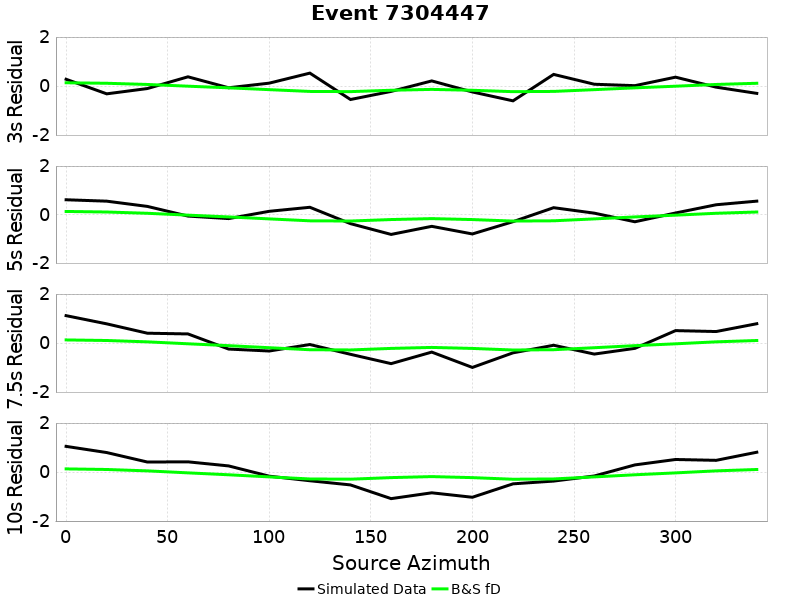 Event 7304447
3s Residual
2
0
-2
5s Residual
2
0
-2
7.5s Residual
2
0
-2
10s Residual
2
0
-2
0 50 100 150 200 250 300
Source Azimuth
Simulated Data B&S fD